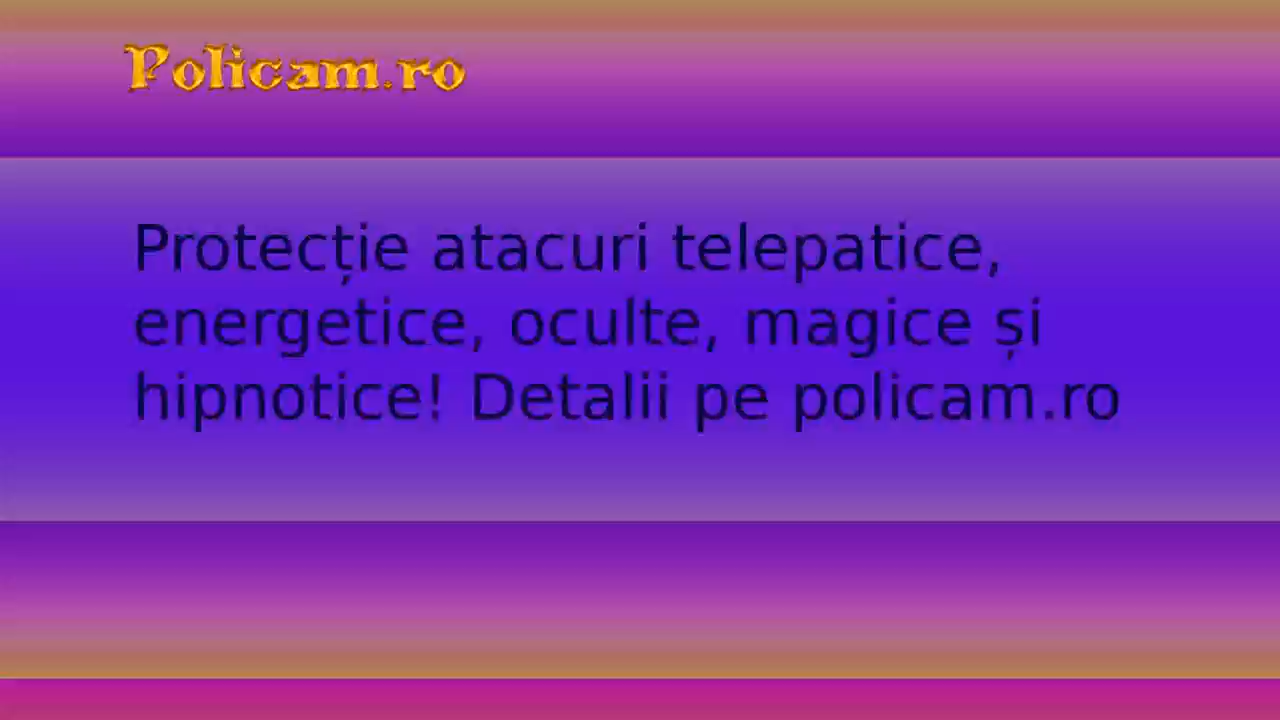 Policam.ro
Protecție atacuri telepatice,
energetice, oculte, magice și
hipnotice! Detalii pe policam.ro